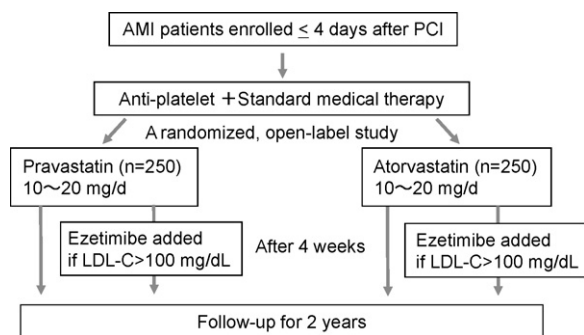 AMI patients enrolled ≤ 4 days after PCI
Anti-platelet +Standard medical therapy
A randomized, open-label study
Pravastatin (n=250)
10~20 mg/d
Atorvastatin (n=250)
10~20 mg/d
Ezetimibe added
if LDL-C>100 mg/dL
After 4 weeks
Ezetimibe added
if LDL-C>100 mg/dL
Follow-up for 2 years